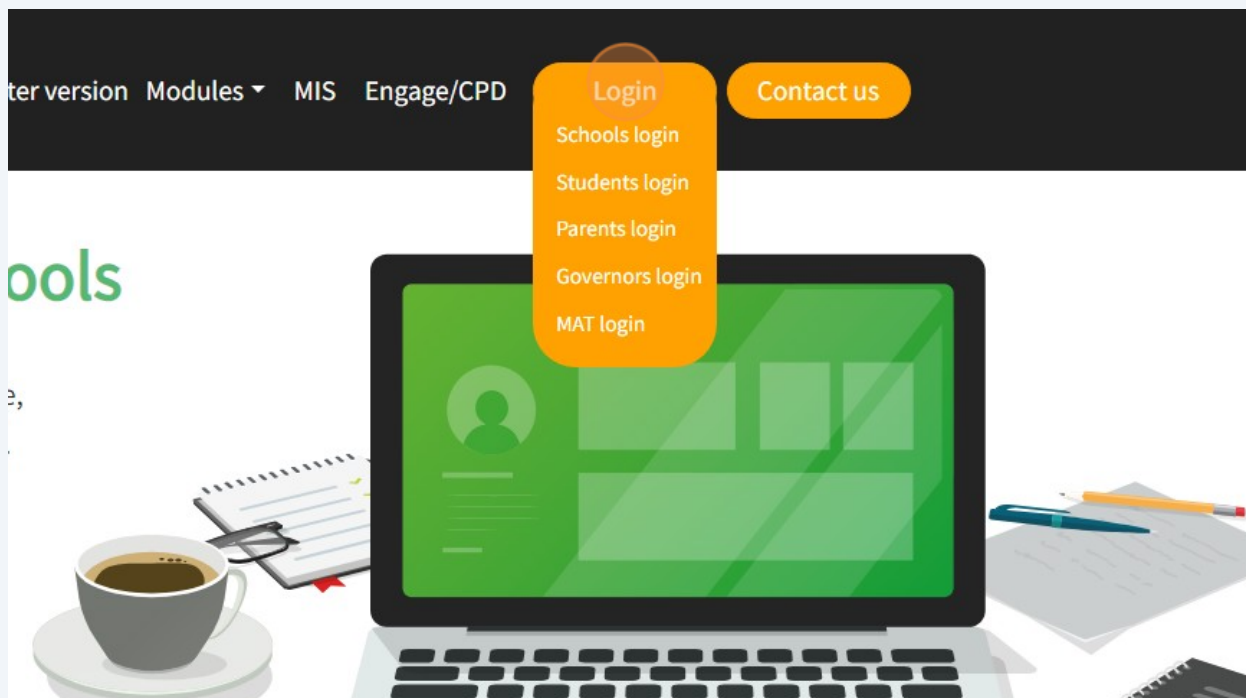 ter version Modules MIS Engage/CPD Login Contact us
Schools login
Students login
Parents login
Governors login
MAT login
ools
e,